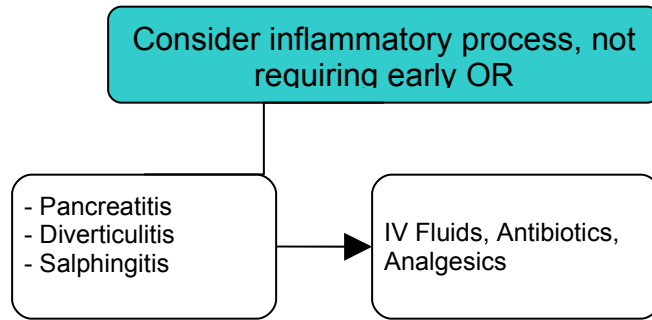 Consider inflammatory process, not
requiring early OR
- Pancreatitis
- Diverticulitis
- Salphingitis
IV Fluids, Antibiotics,
Analgesics